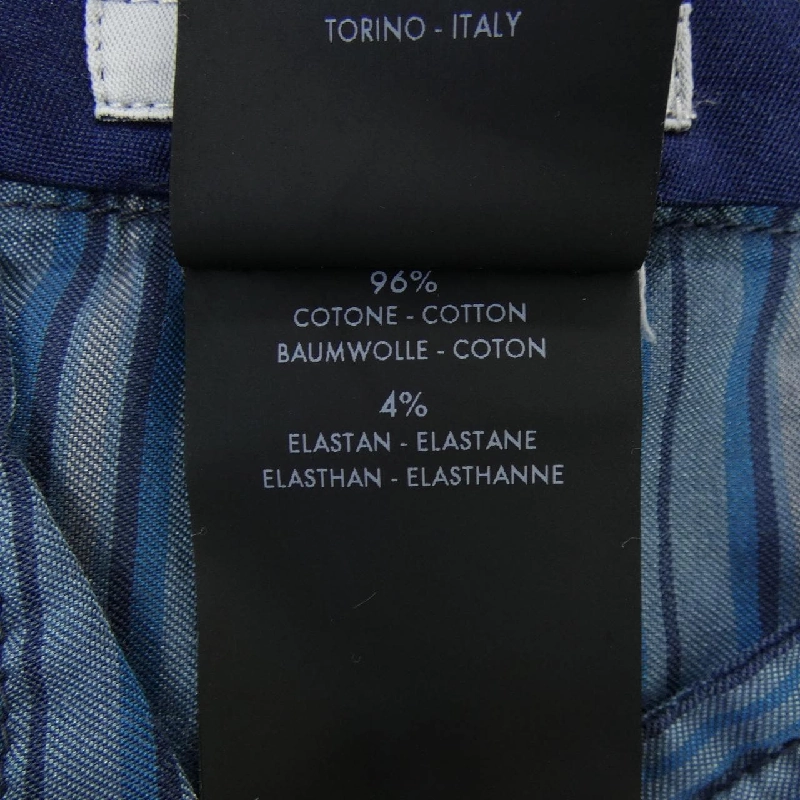 TORINO - ITALY
96%
COTONE - COTTON
BAUMWOLLE - COTON
4%
ELASTAN - ELASTANE
ELASTHAN - ELASTHANNE